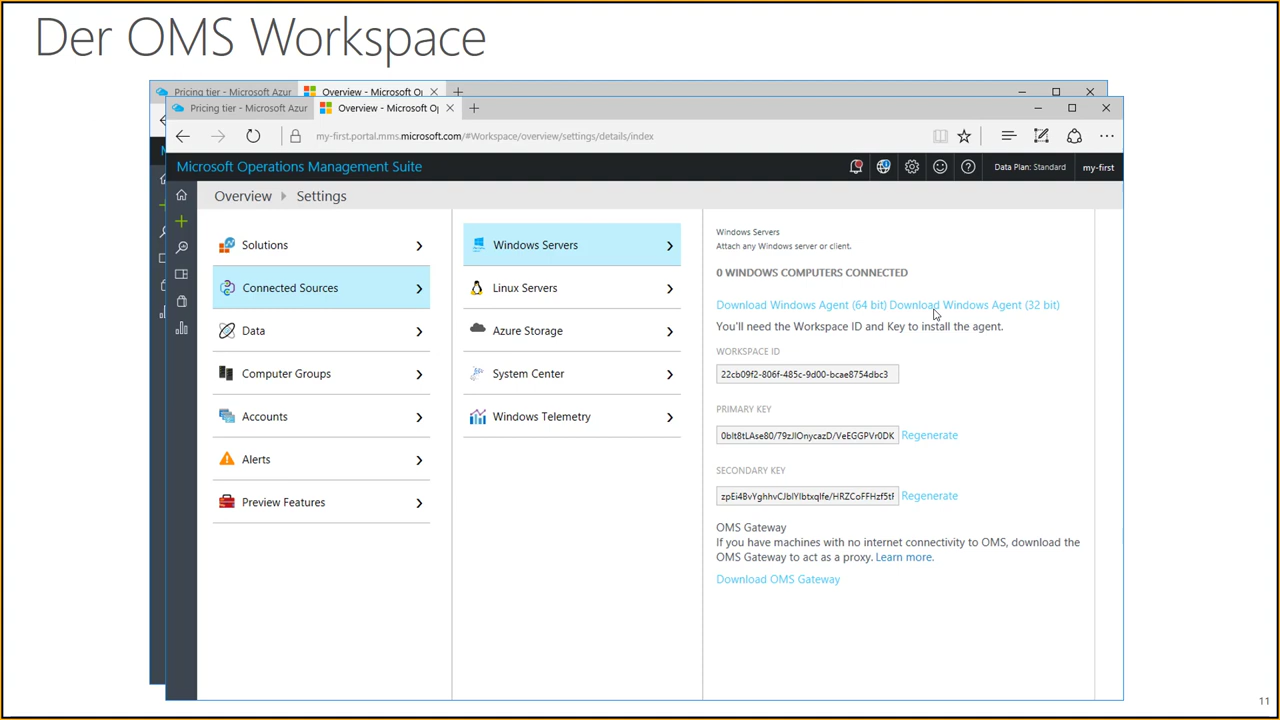 Der OMS Workspace
Pricing tier - Microsoft Azur
Overview - Microsoft O
Pricing tier - Microsoft Azur
Overview - Microsoft O
my-first.portal.mms.microsoft.com/#Workspace/overview/settings/details/index
Microsoft Operations Management Suite
Data Plan: Standard
my-first
Overview
Settings
Solutions
Connected Sources
Data
Computer Groups
Accounts
Alerts
Preview Features
Windows Servers
Linux Servers
Azure Storage
System Center
Windows Telemetry
Windows Servers
Attach any Windows server or client.
0 WINDOWS COMPUTERS CONNECTED
Download Windows Agent (64 bit) Download Windows Agent (32 bit)
You'll need the Workspace ID and Key to install the agent.
WORKSPACE ID
22cb09f2-806f-485c-9d00-bcae8754dbc3
PRIMARY KEY
Regenerate
SECONDARY KEY
Regenerate
OMS Gateway
If you have machines with no internet connectivity to OMS, download the
OMS Gateway to act as a proxy. Learn more.
Download OMS Gateway
11